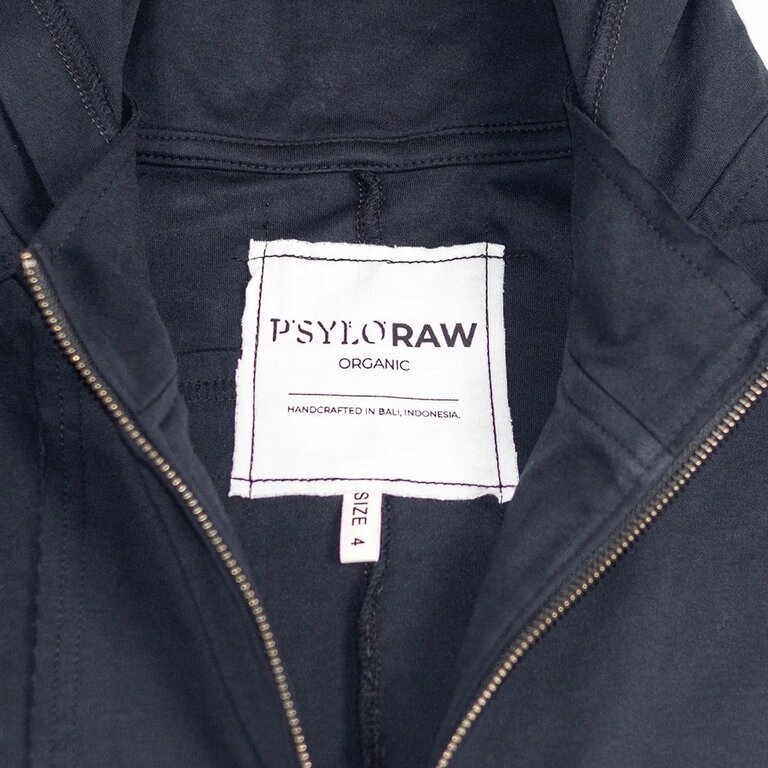 PSYLORAW
ORGANIC
HANDCRAFTED IN BALI, INDONESIA.
SIZE 4